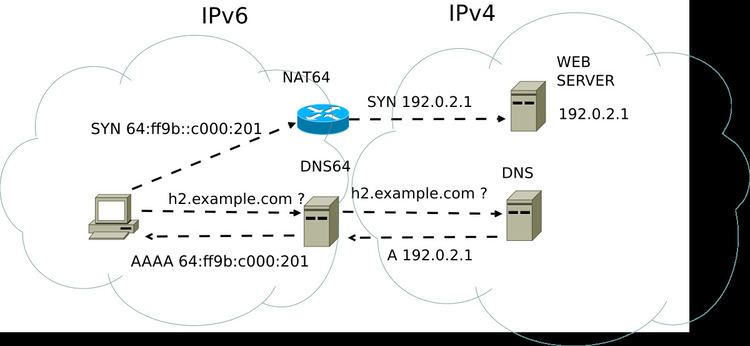 IPv6
IPv4
NAT64
WEB
SERVER
SYN 192.0.2.1
192.0.2.1
SYN 64:ff9b::c000:201
DNS64
DNS
h2.example.com ?
h2.example.com ?
AAAA 64:ff9b:c000:201
A 192.0.2.1